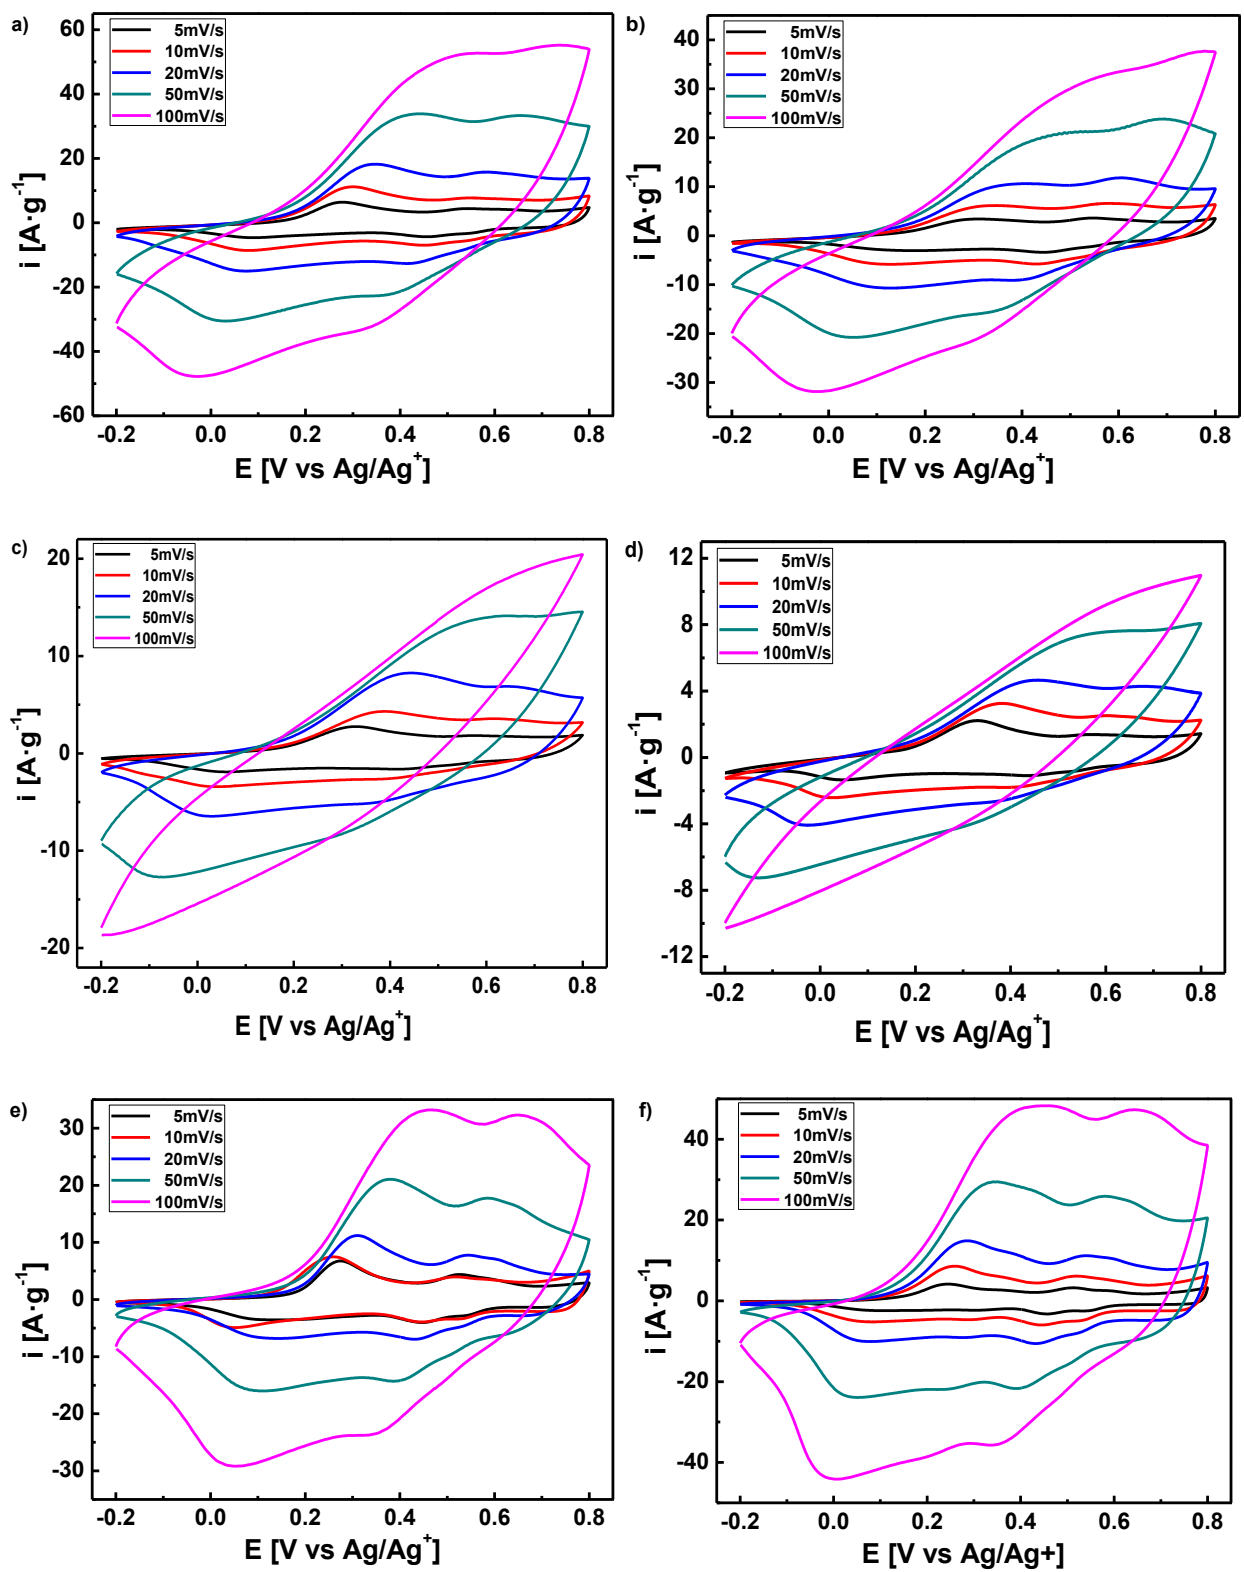 a)
5mV/s
10mV/s
20mV/s
50mV/s
100mV/s
60
40
20
0
-20
-40
-60
i [A·g⁻¹]
-0.2 0.0 0.2 0.4 0.6 0.8
E [V vs Ag/Ag⁺]
b)
5mV/s
10mV/s
20mV/s
50mV/s
100mV/s
40
30
20
10
0
-10
-20
-30
i [A·g⁻¹]
-0.2 0.0 0.2 0.4 0.6 0.8
E [V vs Ag/Ag⁺]
c)
5mV/s
10mV/s
20mV/s
50mV/s
100mV/s
20
10
0
-10
-20
i [A·g⁻¹]
-0.2 0.0 0.2 0.4 0.6 0.8
E [V vs Ag/Ag⁺]
d)
5mV/s
10mV/s
20mV/s
50mV/s
100mV/s
12
8
4
0
-4
-8
-12
i [A·g⁻¹]
-0.2 0.0 0.2 0.4 0.6 0.8
E [V vs Ag/Ag⁺]
e)
5mV/s
10mV/s
20mV/s
50mV/s
100mV/s
30
20
10
0
-10
-20
-30
i [A·g⁻¹]
-0.2 0.0 0.2 0.4 0.6 0.8
E [V vs Ag/Ag⁺]
f)
5mV/s
10mV/s
20mV/s
50mV/s
100mV/s
50
40
30
20
10
0
-20
-40
i [A·g⁻¹]
-0.2 0.0 0.2 0.4 0.6 0.8
E [V vs Ag/Ag+]